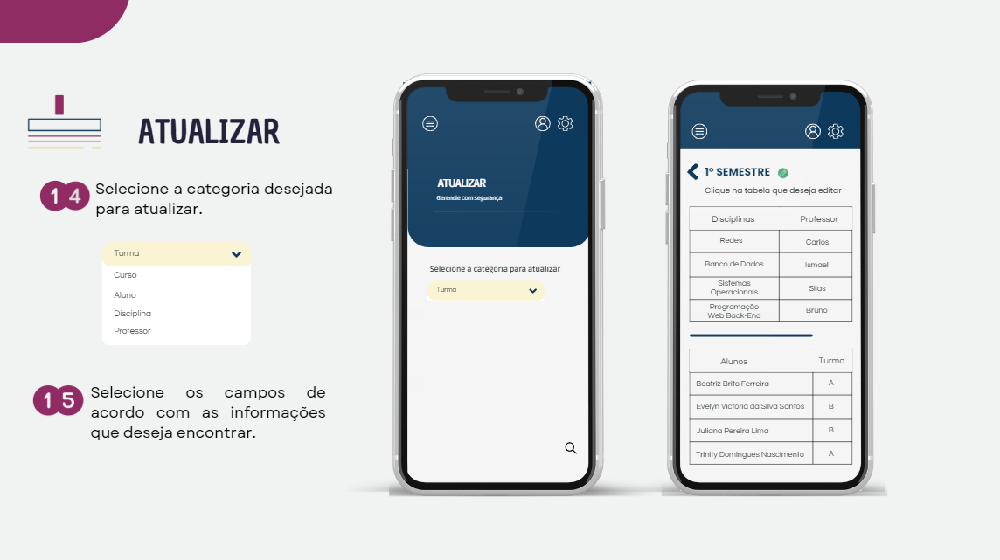 ATUALIZAR
14
Selecione a categoria desejada
para atualizar.
Turma
Curso
Aluno
Disciplina
Professor
15
Selecione os campos de
acordo com as informações
que deseja encontrar.
ATUALIZAR
Gerencie com segurança
Selecione a categoria para atualizar
Turma
1º SEMESTRE
Clique na tabela que deseja editar
Disciplinas Professor
Redes Carlos
Banco de Dados Ismael
Sistemas
Operacionais Silas
Programação
Web Back-End Bruno
Alunos Turma
Beatriz Brito Ferreira A
Evelyn Victoria da Silva Santos B
Juliana Pereira Lima B
Trinity Domingues Nascimento A